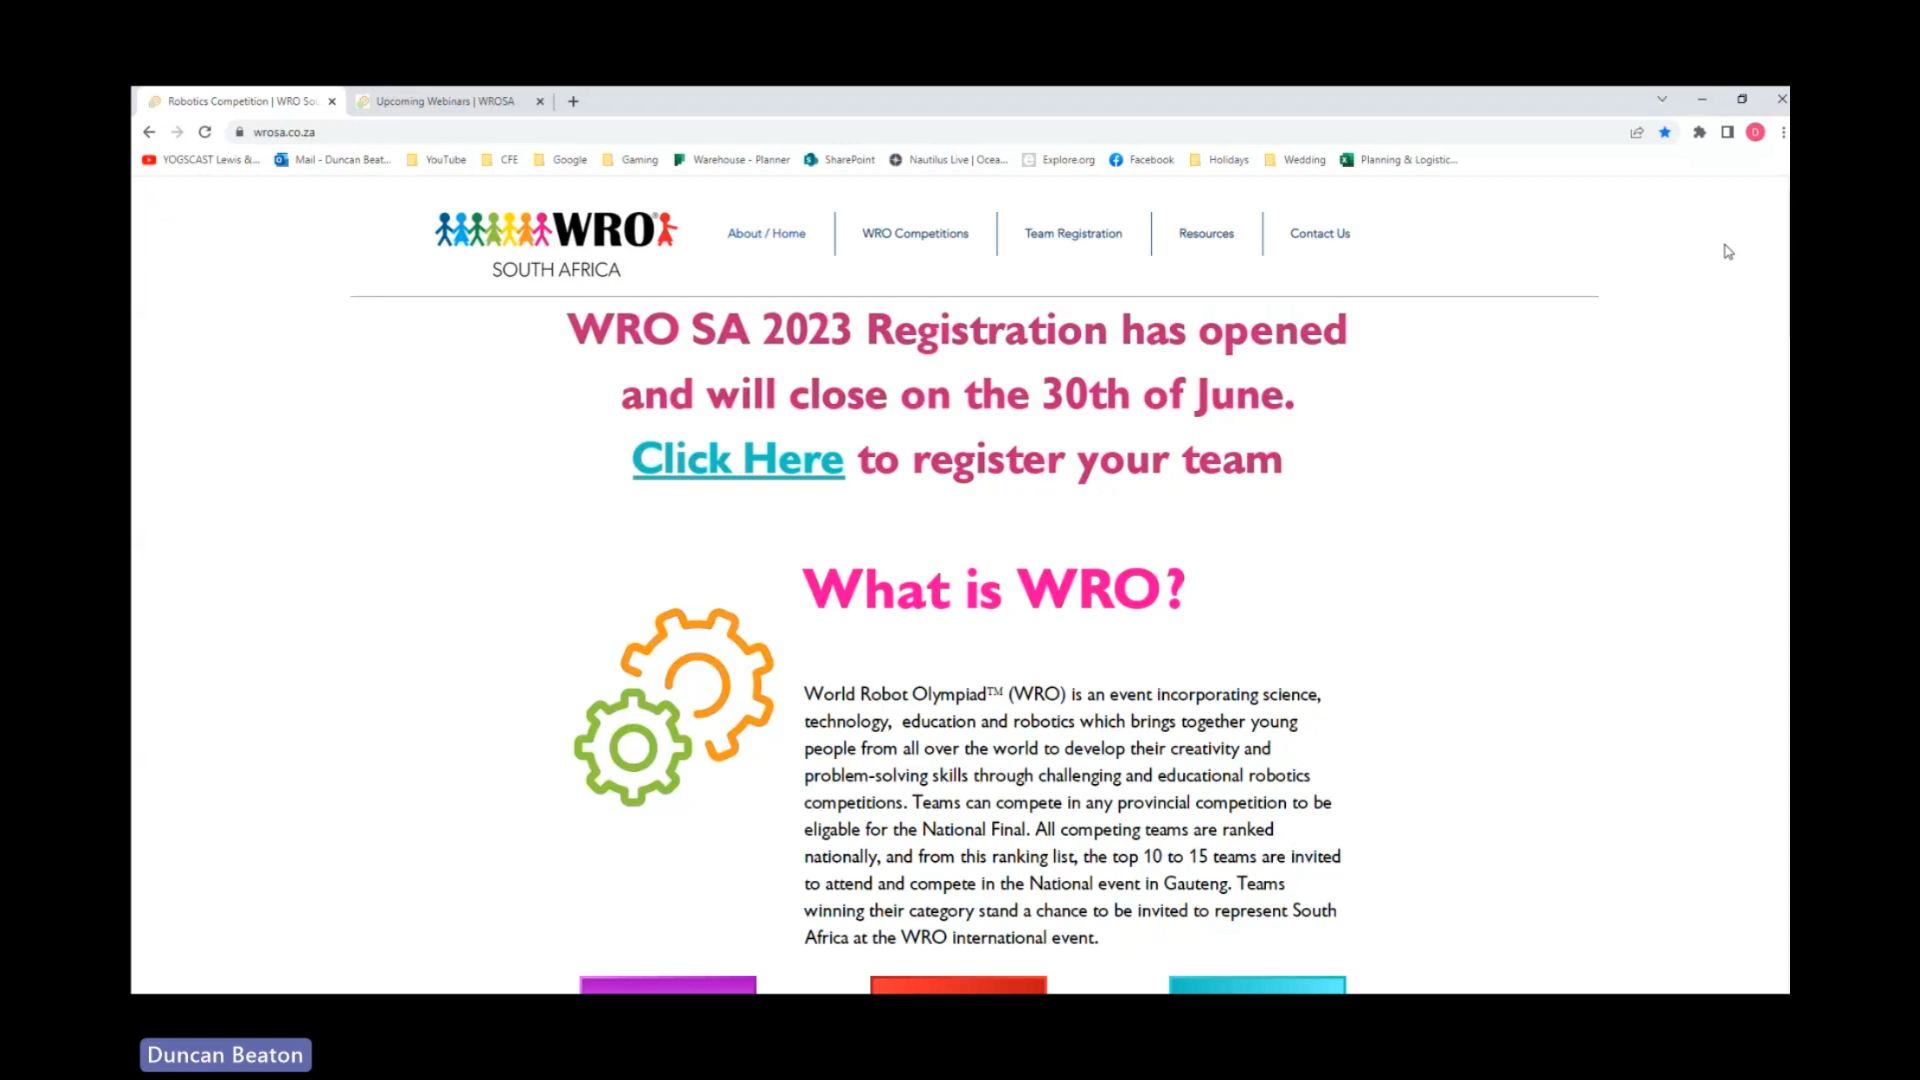 Robotics Competition | WRO Sou
Upcoming Webinars | WROSA
wrosa.co.za
D
YOGSCAST Lewis &...
Mail - Duncan Beat...
YouTube
CFE
Google
Gaming
Warehouse - Planner
SharePoint
Nautilus Live | Ocea...
Explore.org
Facebook
Holidays
Wedding
Planning & Logistic...
WRO®
SOUTH AFRICA
About / Home
WRO Competitions
Team Registration
Resources
Contact Us
WRO SA 2023 Registration has opened
and will close on the 30th of June.
Click Here to register your team
What is WRO?
World Robot Olympiad™ (WRO) is an event incorporating science,
technology, education and robotics which brings together young
people from all over the world to develop their creativity and
problem-solving skills through challenging and educational robotics
competitions. Teams can compete in any provincial competition to be
eligable for the National Final. All competing teams are ranked
nationally, and from this ranking list, the top 10 to 15 teams are invited
to attend and compete in the National event in Gauteng. Teams
winning their category stand a chance to be invited to represent South
Africa at the WRO international event.
Duncan Beaton